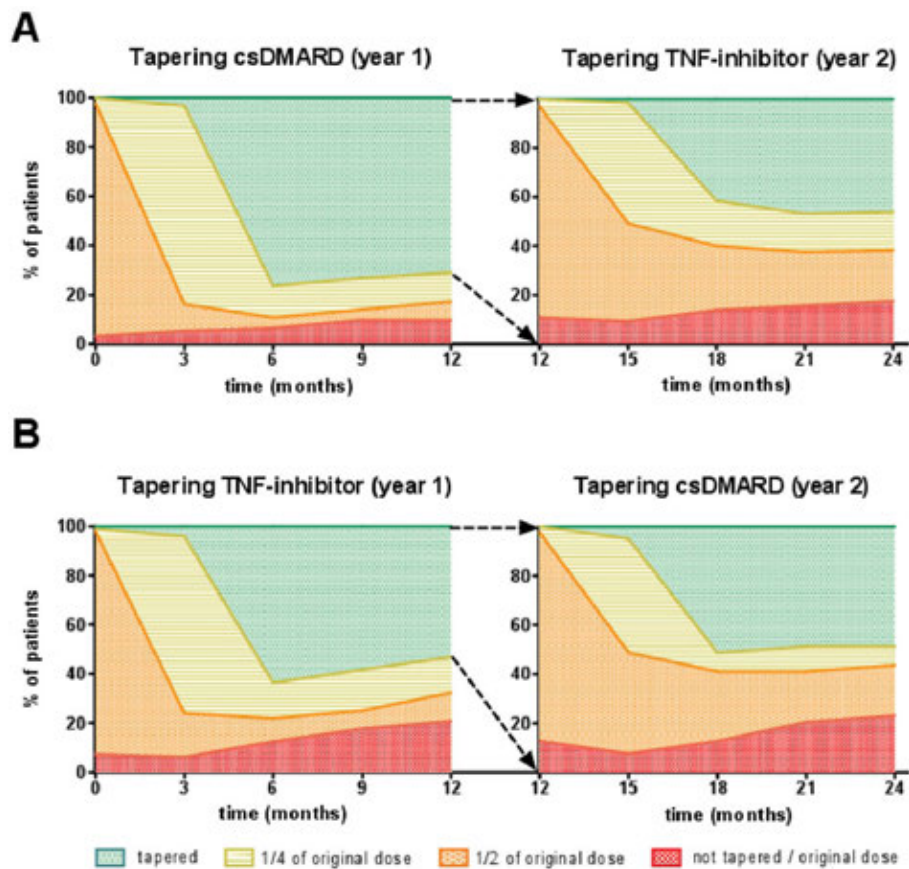 A
Tapering csDMARD (year 1)
Tapering TNF-inhibitor (year 2)
% of patients
100
80
60
40
20
0
0 3 6 9 12
time (months)
100
80
60
40
20
0
12 15 18 21 24
time (months)
B
Tapering TNF-inhibitor (year 1)
Tapering csDMARD (year 2)
% of patients
100
80
60
40
20
0
0 3 6 9 12
time (months)
100
80
60
40
20
0
12 15 18 21 24
time (months)
tapered 1/4 of original dose 1/2 of original dose not tapered / original dose